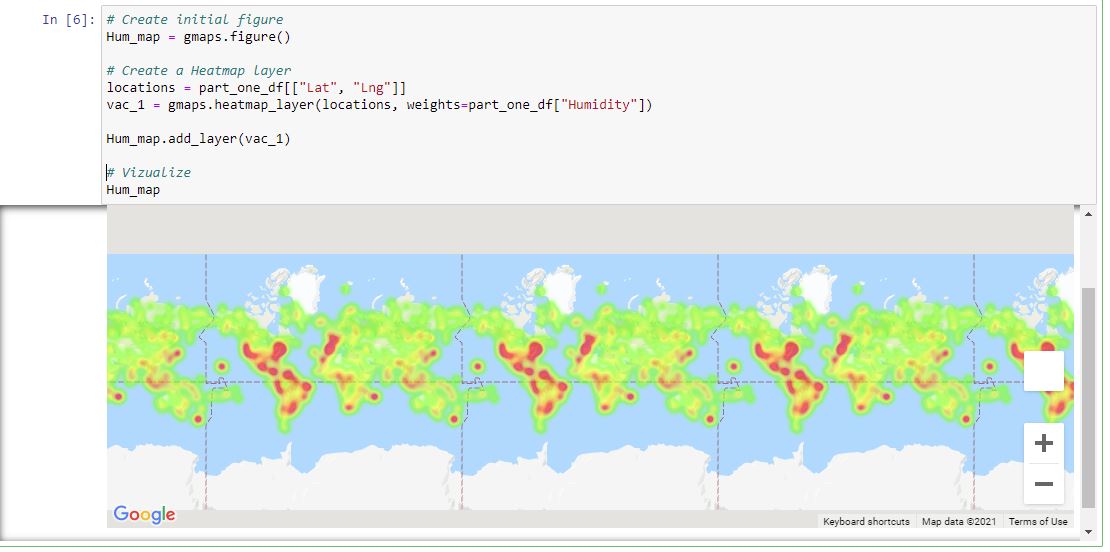 In [6]: # Create initial figure
Hum_map = gmaps.figure()
# Create a Heatmap layer
locations = part_one_df[["Lat", "Lng"]]
vac_1 = gmaps.heatmap_layer(locations, weights=part_one_df["Humidity"])
Hum_map.add_layer(vac_1)
# Vizualize
Hum_map
Google
Keyboard shortcuts Map data ©2021 Terms of Use